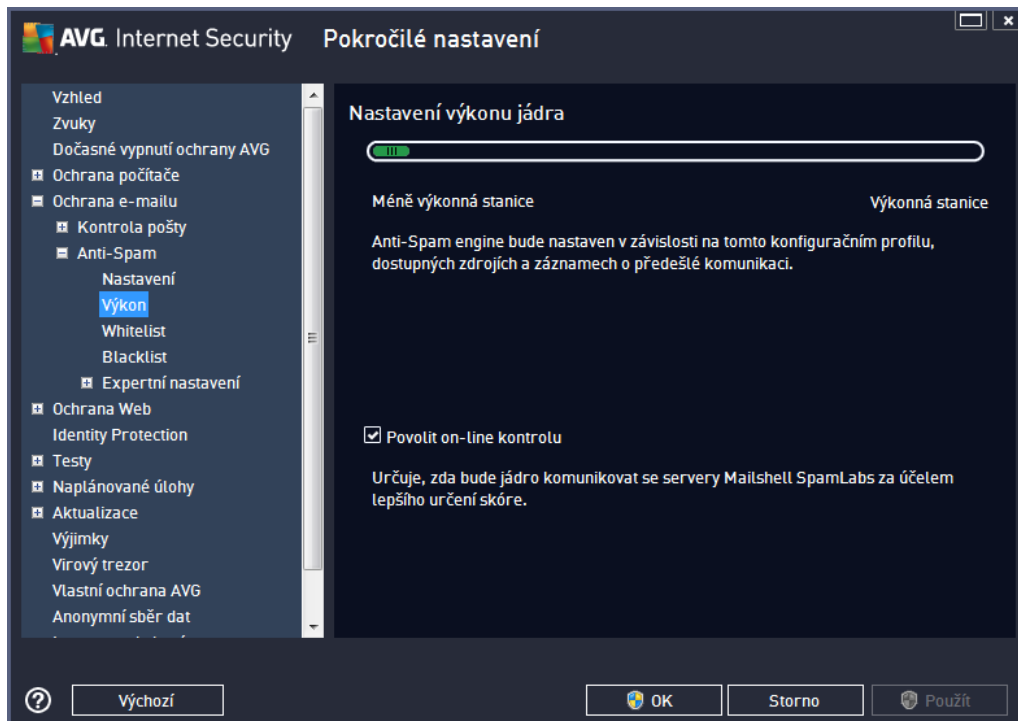 AVG. Internet Security Pokročilé nastavení
Vzhled
Zvuky
Dočasné vypnutí ochrany AVG
Ochrana počítače
Ochrana e-mailu
Kontrola pošty
Anti-Spam
Nastavení
Výkon
Whitelist
Blacklist
Expertní nastavení
Ochrana Web
Identity Protection
Testy
Naplánované úlohy
Aktualizace
Výjimky
Virový trezor
Vlastní ochrana AVG
Anonymní sběr dat
Nastavení výkonu jádra
Méně výkonná stanice Výkonná stanice
Anti-Spam engine bude nastaven v závislosti na tomto konfiguračním profilu,
dostupných zdrojích a záznamech o předešlé komunikaci.
Povolit on-line kontrolu
Určuje, zda bude jádro komunikovat se servery Mailshell SpamLabs za účelem
lepšího určení skóre.
Výchozí OK Storno Použít